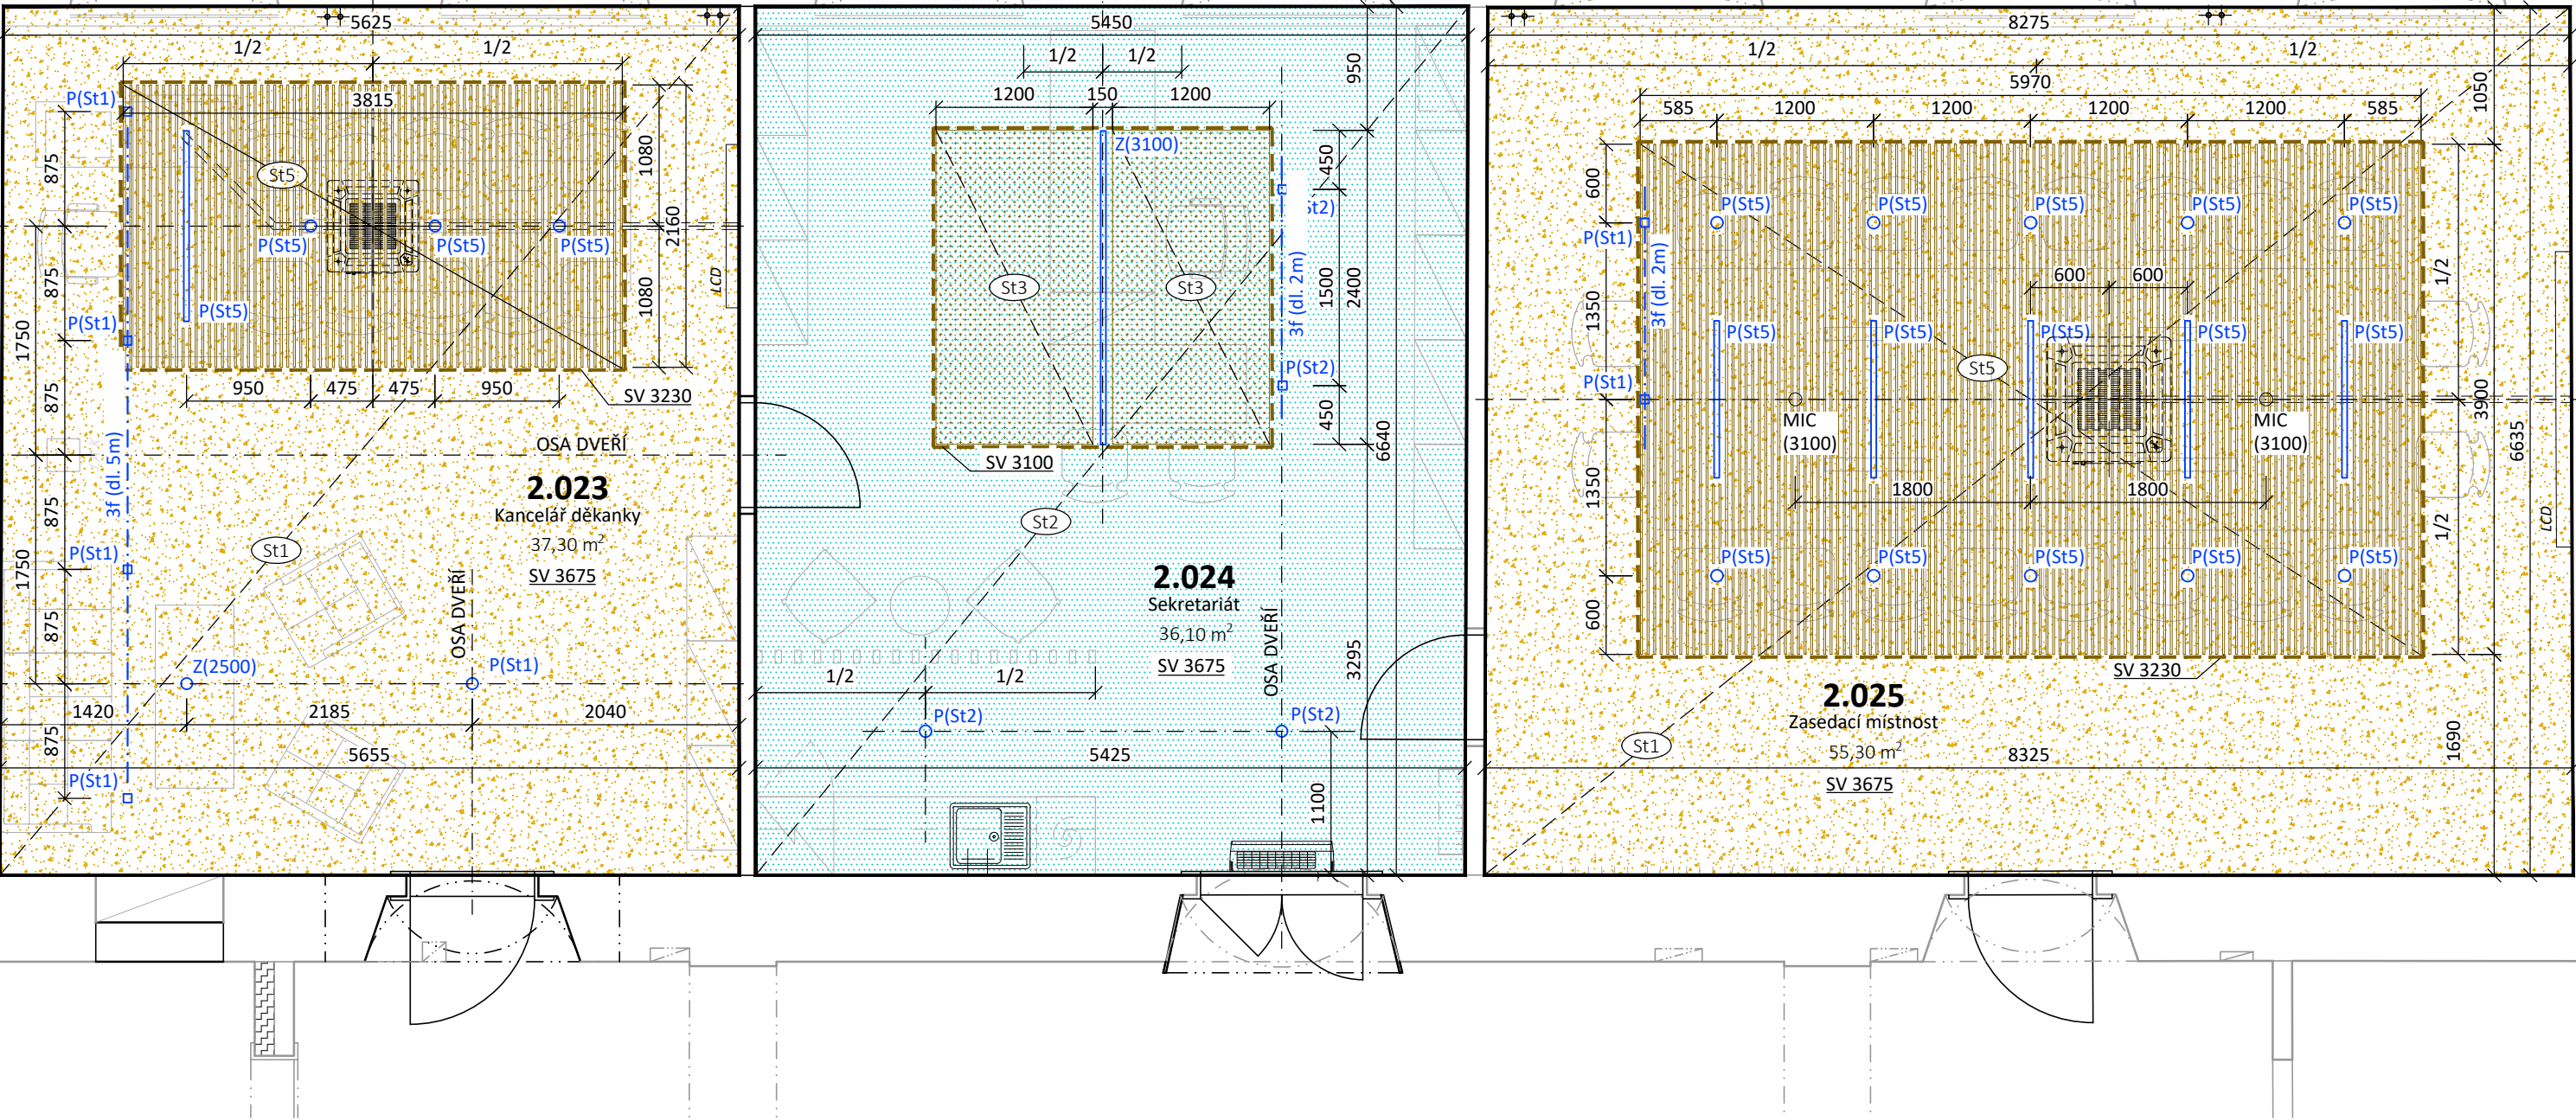 5625
1/2
1/2
3815
P(St1)
875
1080
2160
St5
P(St5)
P(St5)
P(St5)
875
LCD
P(St5)
P(St1)
1080
1750
950
475
475
950
SV 3230
875
OSA DVEŘÍ
3f (dl. 5m)
2.023
Kancelář děkanky
37,30 m²
SV 3675
875
St1
P(St1)
1750
OSA DVEŘÍ
875
Z(2500)
P(St1)
1420
2185
2040
875
5655
P(St1)
5450
1/2
1/2
950
1200
150
1200
Z(3100)
450
St2)
St3
St3
3f (dl. 2m)
1500
2400
P(St2)
450
6640
SV 3100
St2
2.024
Sekretariát
36,10 m²
SV 3675
OSA DVEŘÍ
3295
1/2
1/2
P(St2)
P(St2)
5425
1100
8275
1/2
1/2
5970
1050
585
1200
1200
1200
1200
585
600
P(St5)
P(St5)
P(St5)
P(St5)
P(St5)
P(St1)
3f (dl. 2m)
600
600
1/2
1350
P(St5)
P(St5)
P(St5)
P(St5)
P(St5)
St5
P(St1)
MIC
(3100)
MIC
(3100)
3900
6635
1350
1800
1800
LCD
1/2
P(St5)
P(St5)
P(St5)
P(St5)
P(St5)
600
SV 3230
2.025
Zasedací místnost
55,30 m²
SV 3675
St1
8325
1690